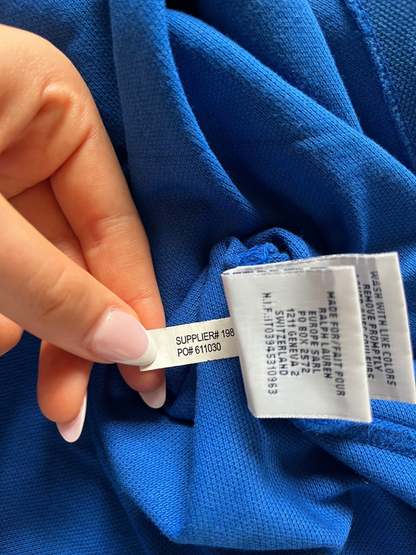 SUPPLIER# 198
PO# 611030
MADE FOR/FAIT POUR
RALPH LAUREN
EUROPE SARL
PO BOX 2872
1211 GENEVA 2
SWITZERLAND
WASH WITH LIKE COLORS
REMOVE PROMPTLY